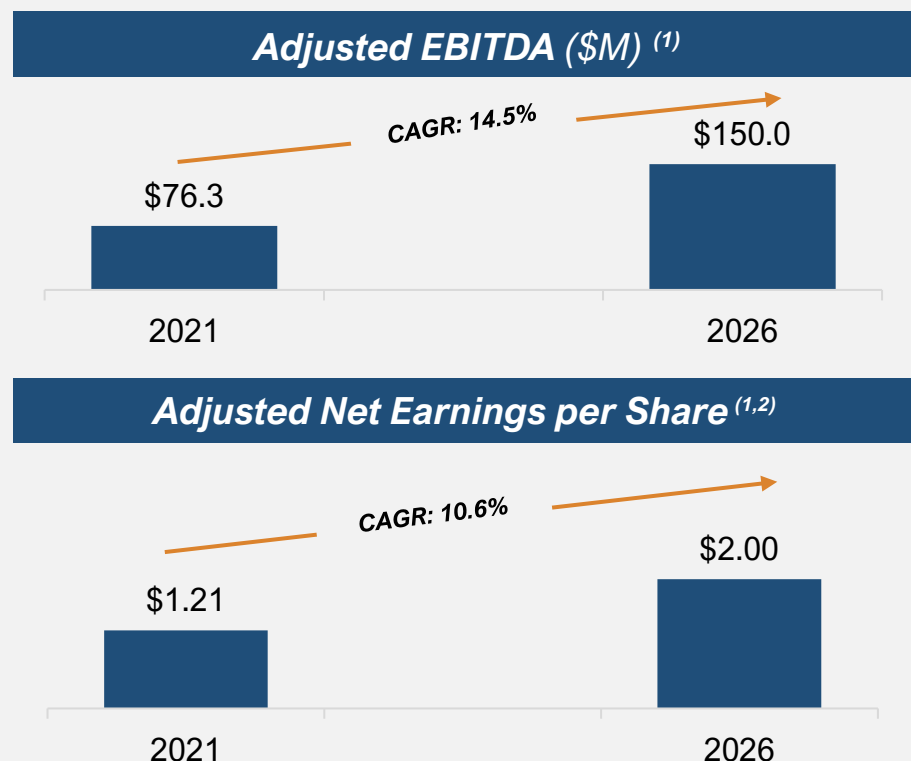 Adjusted EBITDA ($M) (1)
CAGR: 14.5%
$150.0
$76.3
2021 2026
Adjusted Net Earnings per Share (1,2)
CAGR: 10.6%
$2.00
$1.21
2021 2026